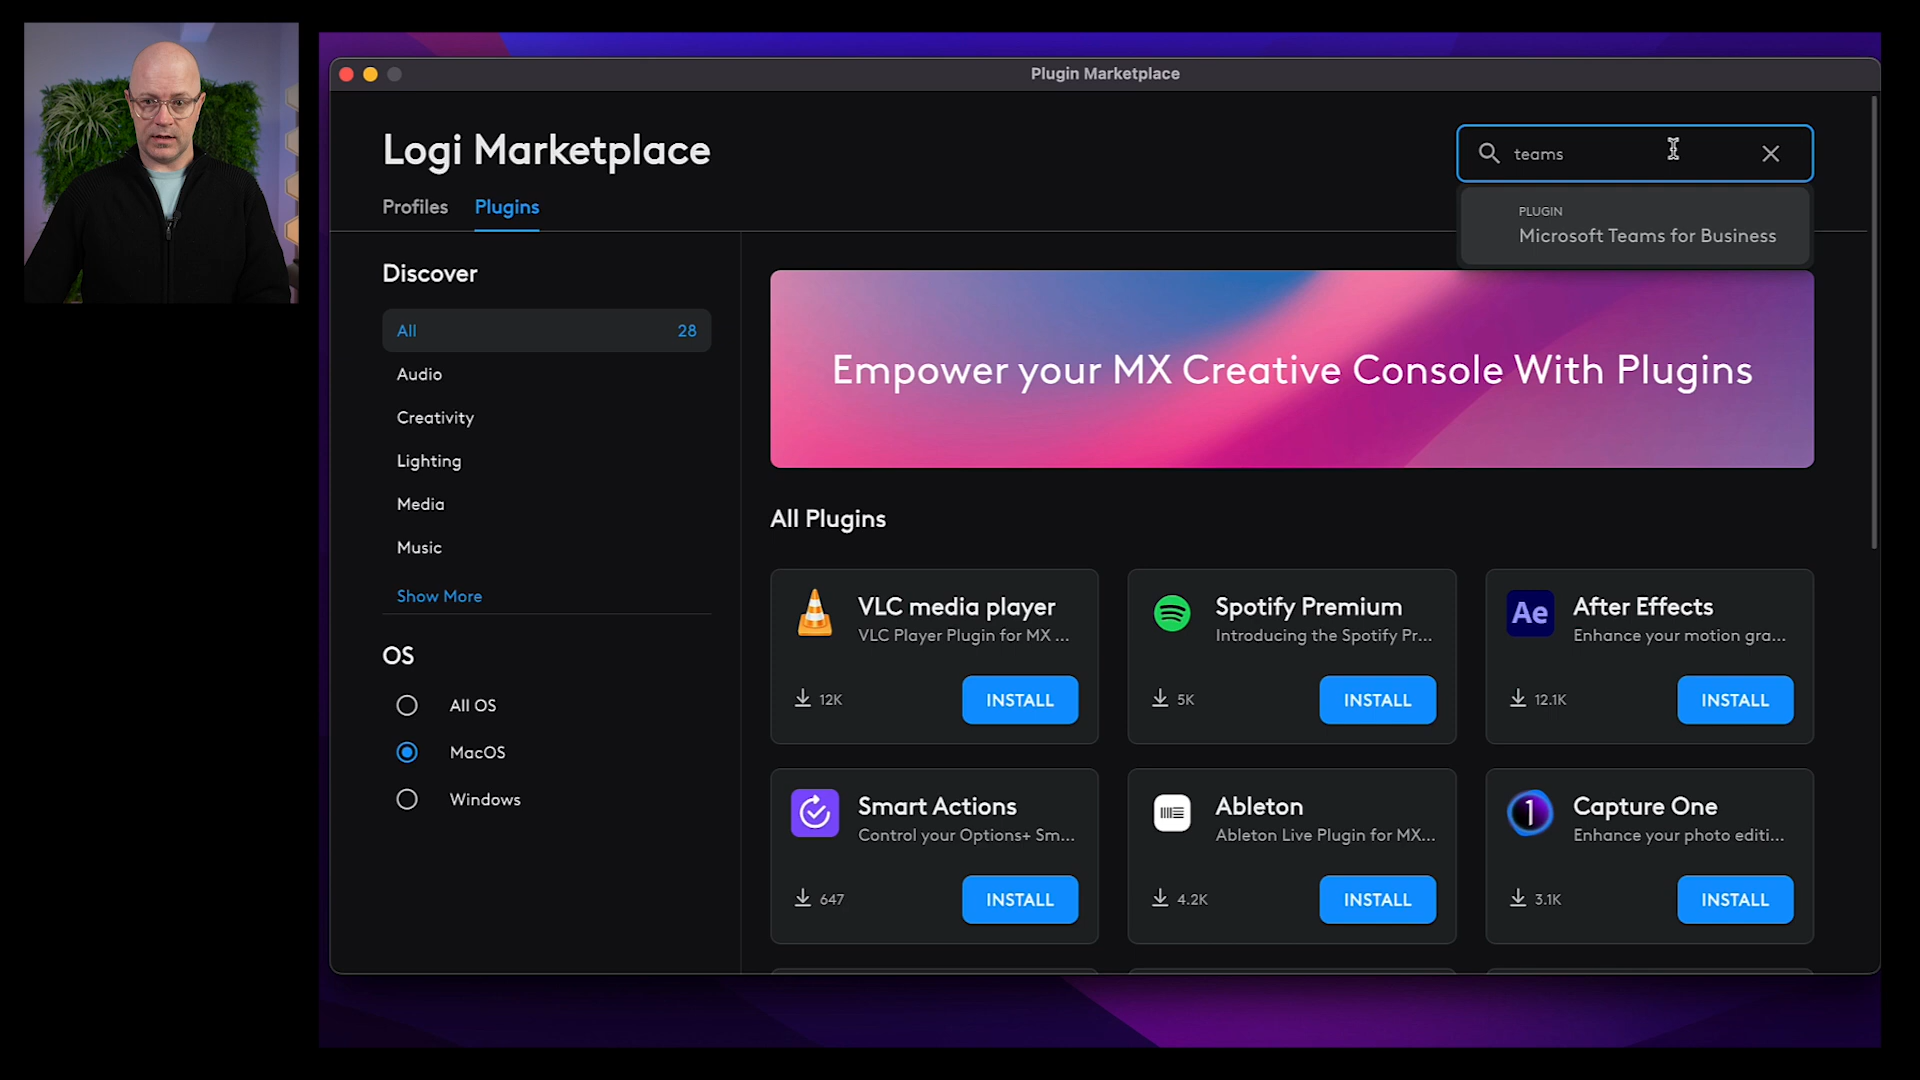 Plugin Marketplace
Logi Marketplace
teams
PLUGIN
Microsoft Teams for Business
Profiles
Plugins
Discover
All
28
Audio
Creativity
Lighting
Media
Music
Show More
OS
All OS
MacOS
Windows
Empower your MX Creative Console With Plugins
All Plugins
VLC media player
VLC Player Plugin for MX ...
12K
INSTALL
Spotify Premium
Introducing the Spotify Pr...
5K
INSTALL
Ae
After Effects
Enhance your motion gra...
12.1K
INSTALL
Smart Actions
Control your Options+ Sm...
647
INSTALL
Ableton
Ableton Live Plugin for MX...
4.2K
INSTALL
1
Capture One
Enhance your photo editi...
3.1K
INSTALL